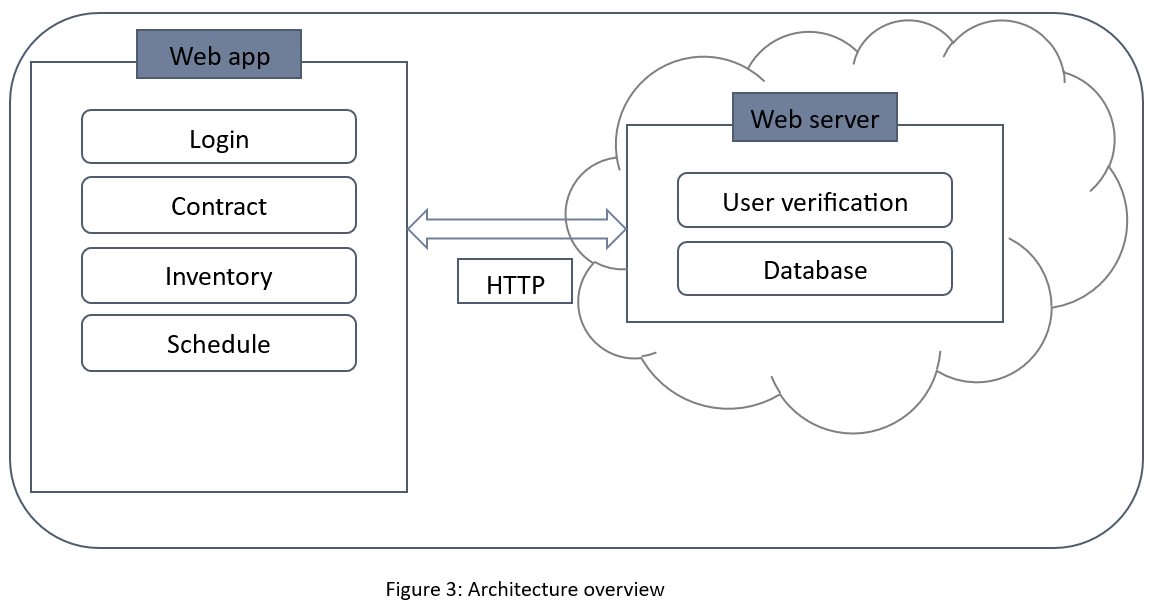 Web app
Login
Contract
Inventory
Schedule
HTTP
Web server
User verification
Database
Figure 3: Architecture overview